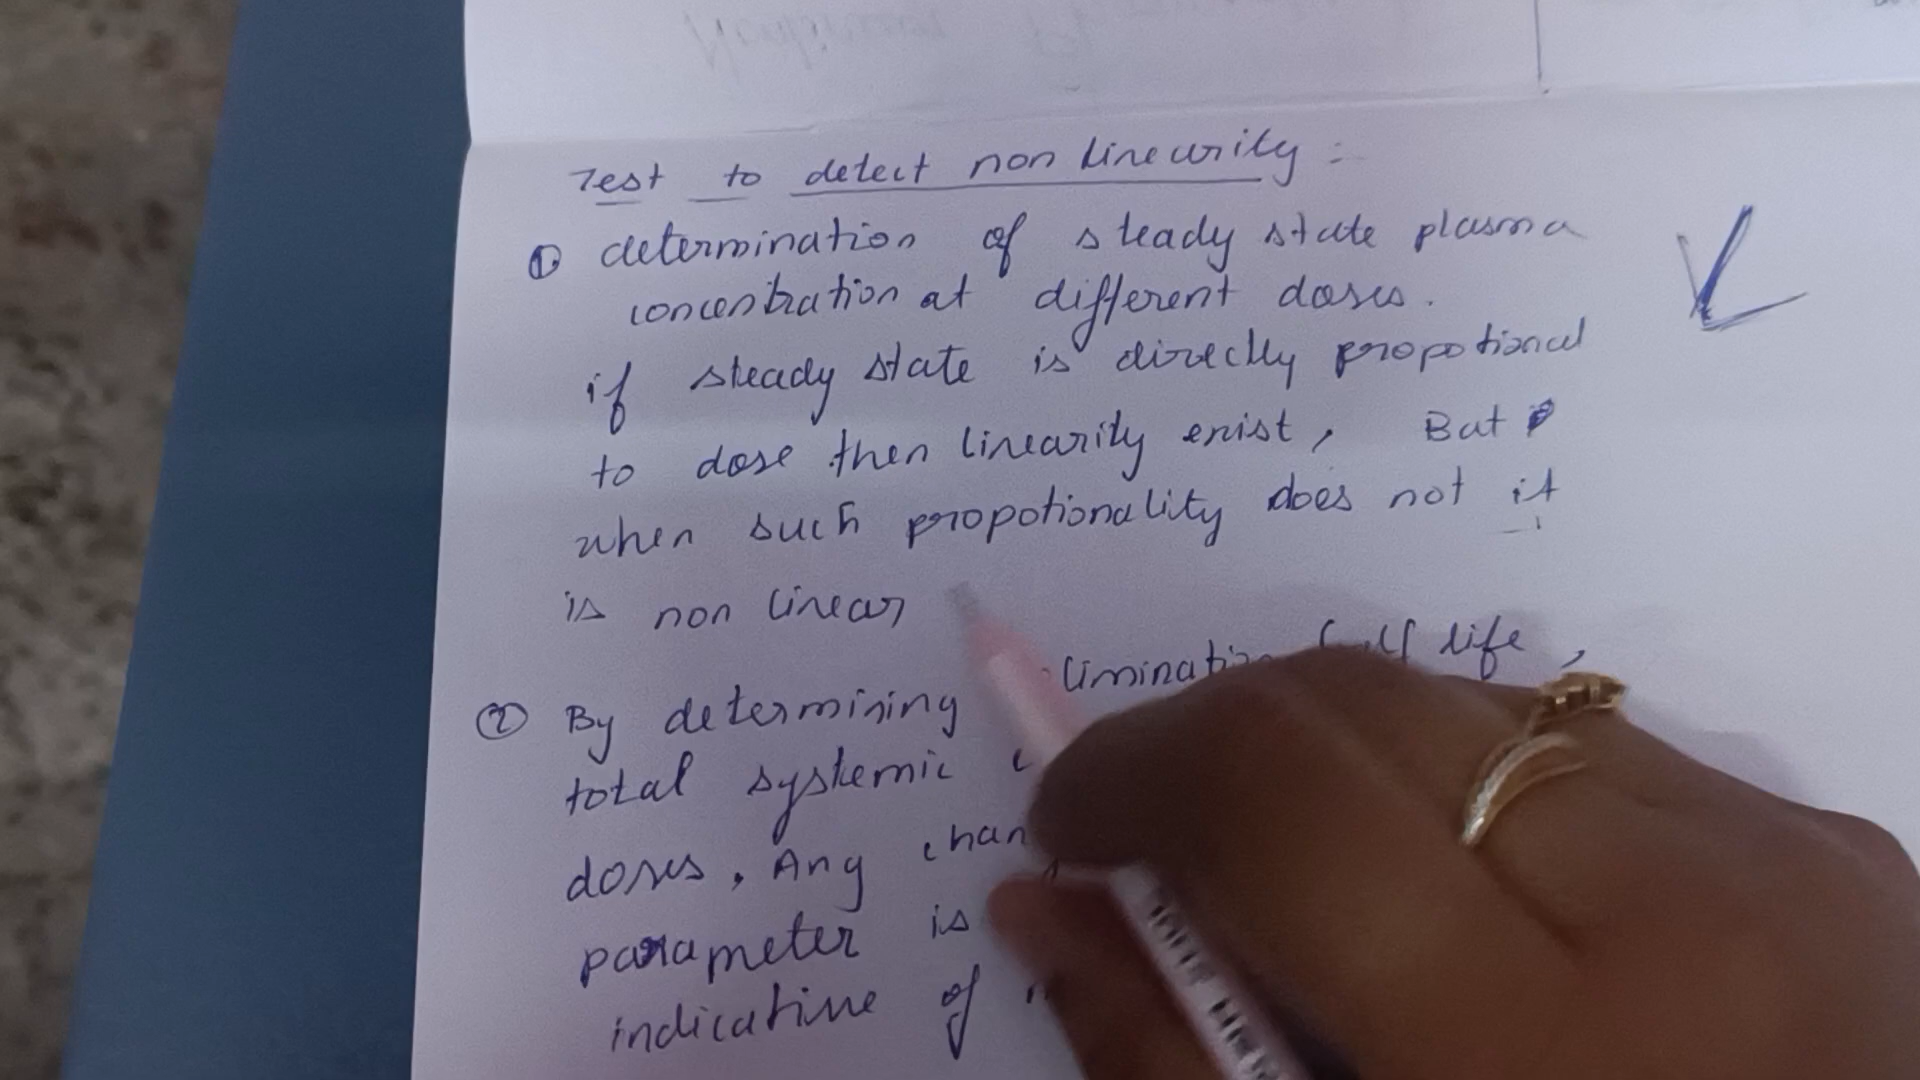 Test to detect non linearity :
① determination of steady state plasma
concentration at different doses.
if steady state is directly propotional
to dose then linearity exist, But
when such propotionality does not it
is non linear
② By determining limination half life,
total systemic
doses. Any chan
parameter is
indicative of